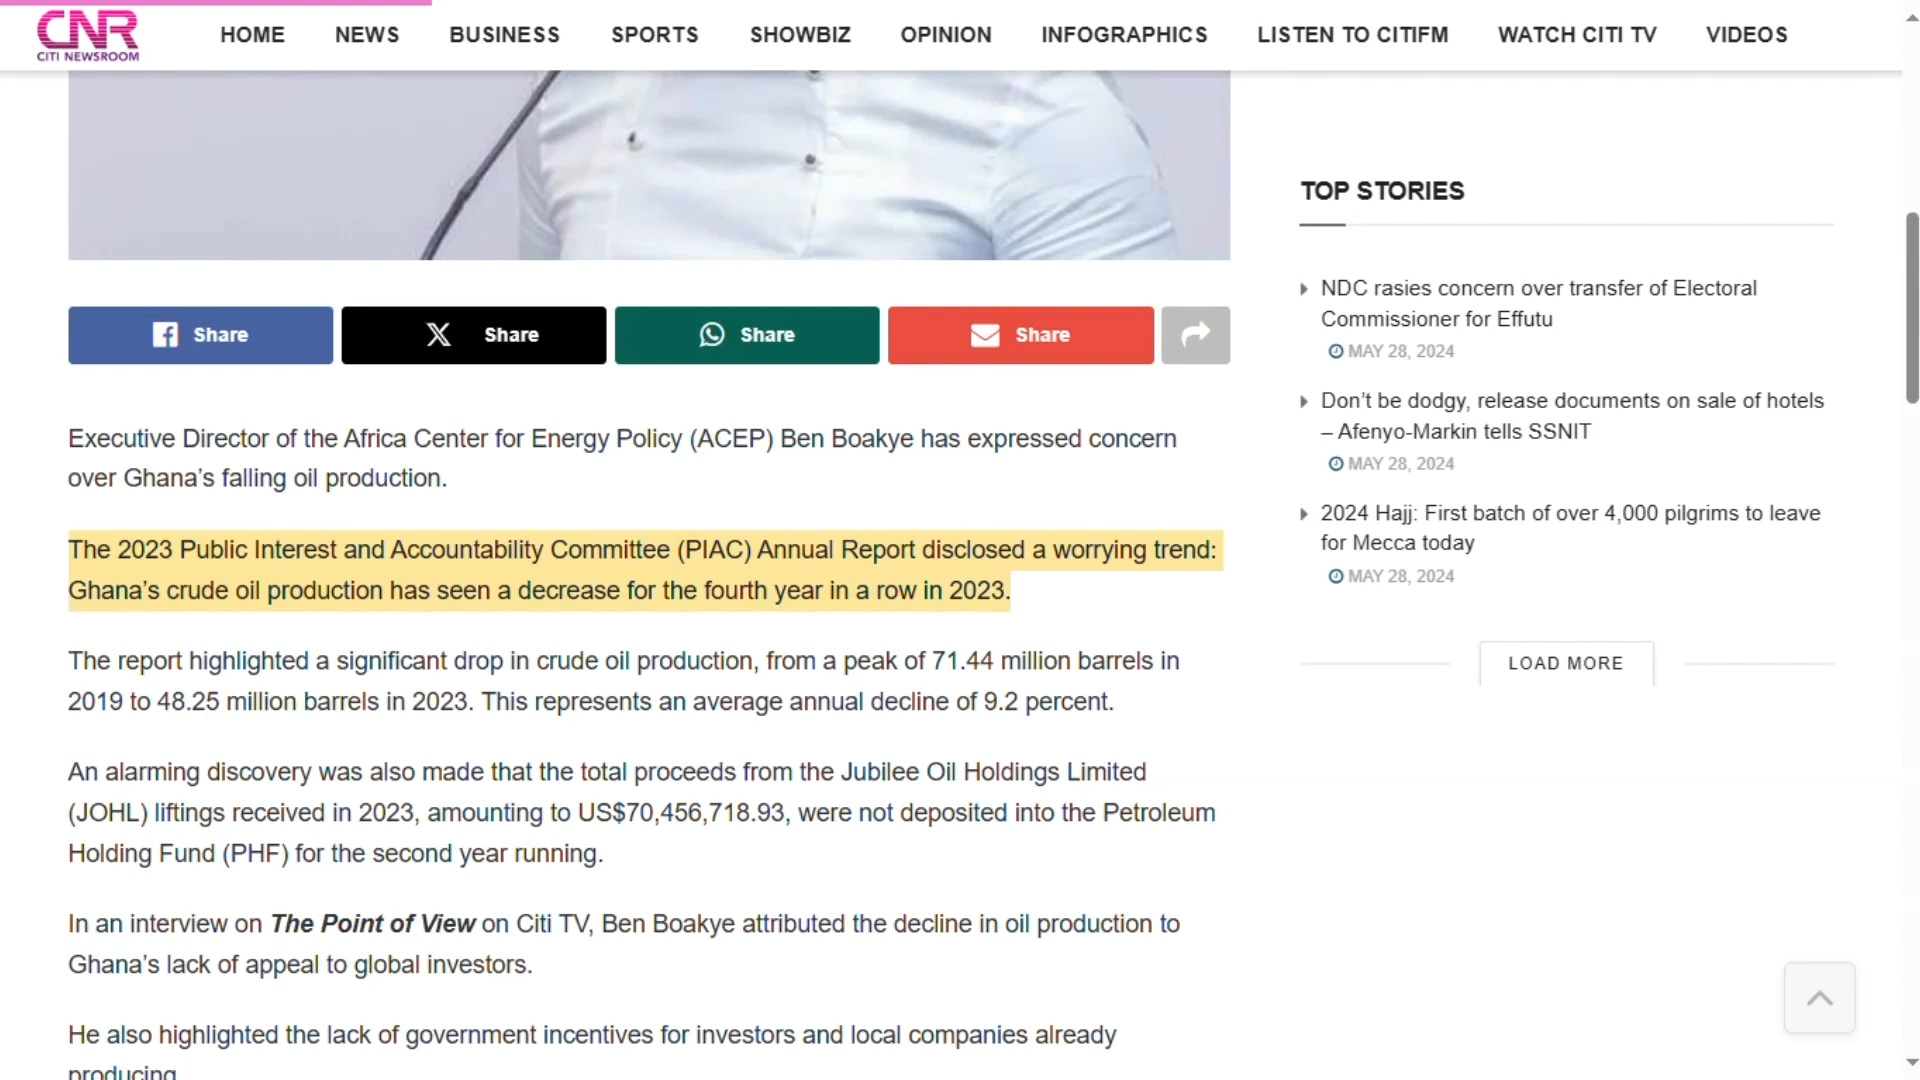 CNR
CITI NEWSROOM
HOME NEWS BUSINESS SPORTS SHOWBIZ OPINION INFOGRAPHICS LISTEN TO CITIFM WATCH CITI TV VIDEOS
Share Share Share Share
Executive Director of the Africa Center for Energy Policy (ACEP) Ben Boakye has expressed concern
over Ghana’s falling oil production.
The 2023 Public Interest and Accountability Committee (PIAC) Annual Report disclosed a worrying trend:
Ghana’s crude oil production has seen a decrease for the fourth year in a row in 2023.
The report highlighted a significant drop in crude oil production, from a peak of 71.44 million barrels in
2019 to 48.25 million barrels in 2023. This represents an average annual decline of 9.2 percent.
An alarming discovery was also made that the total proceeds from the Jubilee Oil Holdings Limited
(JOHL) liftings received in 2023, amounting to US$70,456,718.93, were not deposited into the Petroleum
Holding Fund (PHF) for the second year running.
In an interview on The Point of View on Citi TV, Ben Boakye attributed the decline in oil production to
Ghana’s lack of appeal to global investors.
He also highlighted the lack of government incentives for investors and local companies already
producing.
TOP STORIES
NDC rasies concern over transfer of Electoral
Commissioner for Effutu
MAY 28, 2024
Don’t be dodgy, release documents on sale of hotels
– Afenyo-Markin tells SSNIT
MAY 28, 2024
2024 Hajj: First batch of over 4,000 pilgrims to leave
for Mecca today
MAY 28, 2024
LOAD MORE